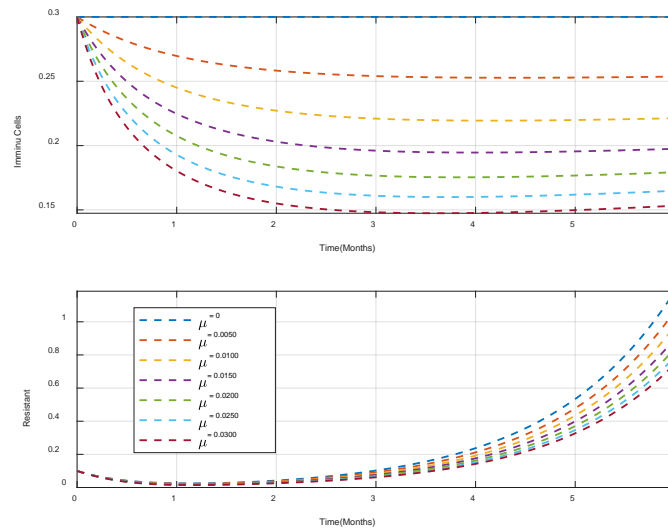 0.3
0.25
0.2
0.15
Imminu Cells
0 1 2 3 4 5
Time(Months)
1
0.8
0.6
0.4
0.2
0
Resistant
μ=0
μ=0.0050
μ=0.0100
μ=0.0150
μ=0.0200
μ=0.0250
μ=0.0300
0 1 2 3 4 5
Time(Months)